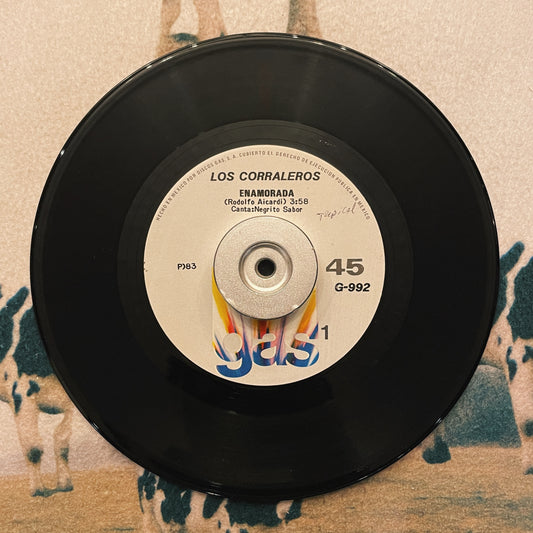 HECHO EN MEXICO POR DISCOS GAS, S.A. CUBIERTO EL DERECHO DE EJECUCION PUBLICA EN MEXICO
LOS CORRALEROS
ENAMORADA
(Rodolfo Aicardi) 3:58
Canta:Negrito Sabor
Tropical
P)83
45
G-992
gas
1